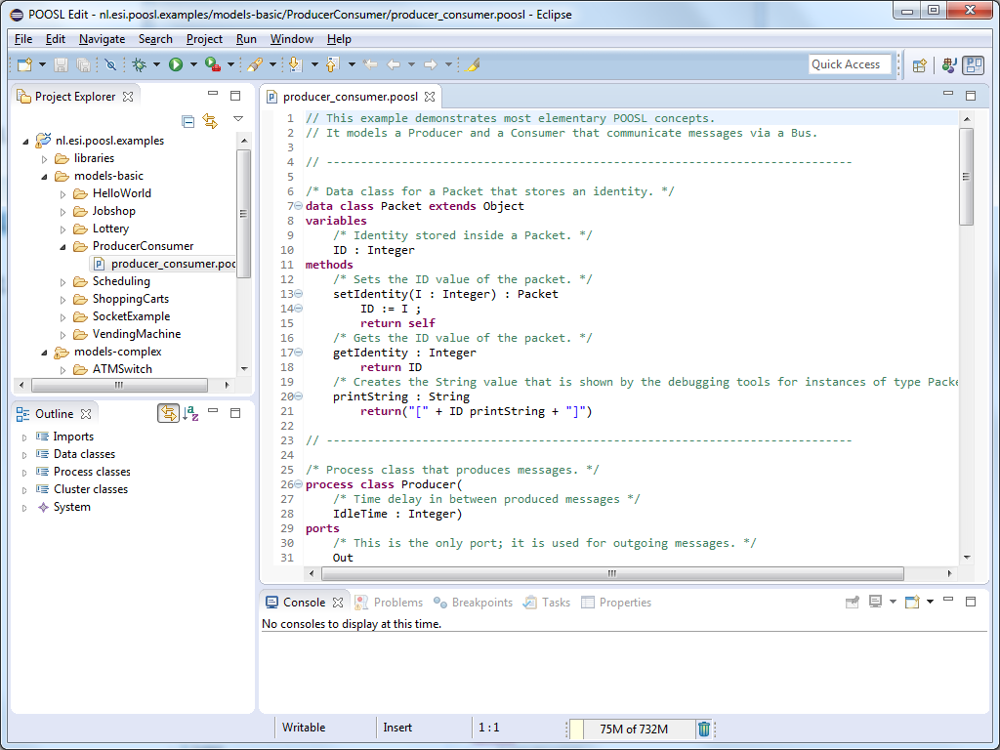 POOSL Edit - nl.esi.poosl.examples/models-basic/ProducerConsumer/producer_consumer.poosl - Eclipse
File Edit Navigate Search Project Run Window Help
Quick Access
Project Explorer
nl.esi.poosl.examples
libraries
models-basic
HelloWorld
Jobshop
Lottery
ProducerConsumer
producer_consumer.poo
Scheduling
ShoppingCarts
SocketExample
VendingMachine
models-complex
ATMSwitch
Outline
Imports
Data classes
Process classes
Cluster classes
System
producer_consumer.poosl
1 // This example demonstrates most elementary POOSL concepts.
2 // It models a Producer and a Consumer that communicate messages via a Bus.
3
4 // -----------------------------------------------------------------------------
5
6 /* Data class for a Packet that stores an identity. */
7 data class Packet extends Object
8 variables
9 /* Identity stored inside a Packet. */
10 ID : Integer
11 methods
12 /* Sets the ID value of the packet. */
13 setIdentity(I : Integer) : Packet
14 ID := I ;
15 return self
16 /* Gets the ID value of the packet. */
17 getIdentity : Integer
18 return ID
19 /* Creates the String value that is shown by the debugging tools for instances of type Packe
20 printString : String
21 return("[" + ID printString + "]")
22
23 // -----------------------------------------------------------------------------
24
25 /* Process class that produces messages. */
26 process class Producer(
27 /* Time delay in between produced messages */
28 IdleTime : Integer)
29 ports
30 /* This is the only port; it is used for outgoing messages. */
31 Out
Console Problems Breakpoints Tasks Properties
No consoles to display at this time.
Writable Insert 1 : 1 75M of 732M